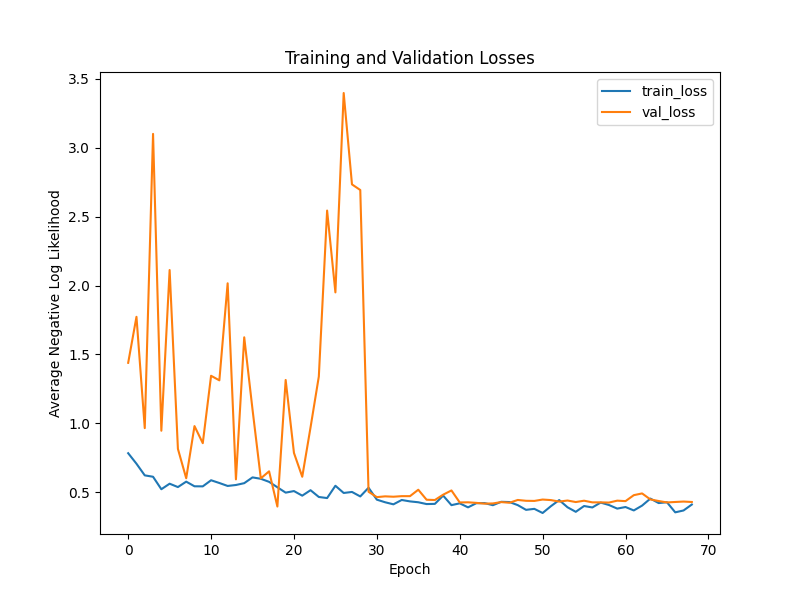 Training and Validation Losses
train_loss
val_loss
Average Negative Log Likelihood
3.5
3.0
2.5
2.0
1.5
1.0
0.5
0 10 20 30 40 50 60 70
Epoch